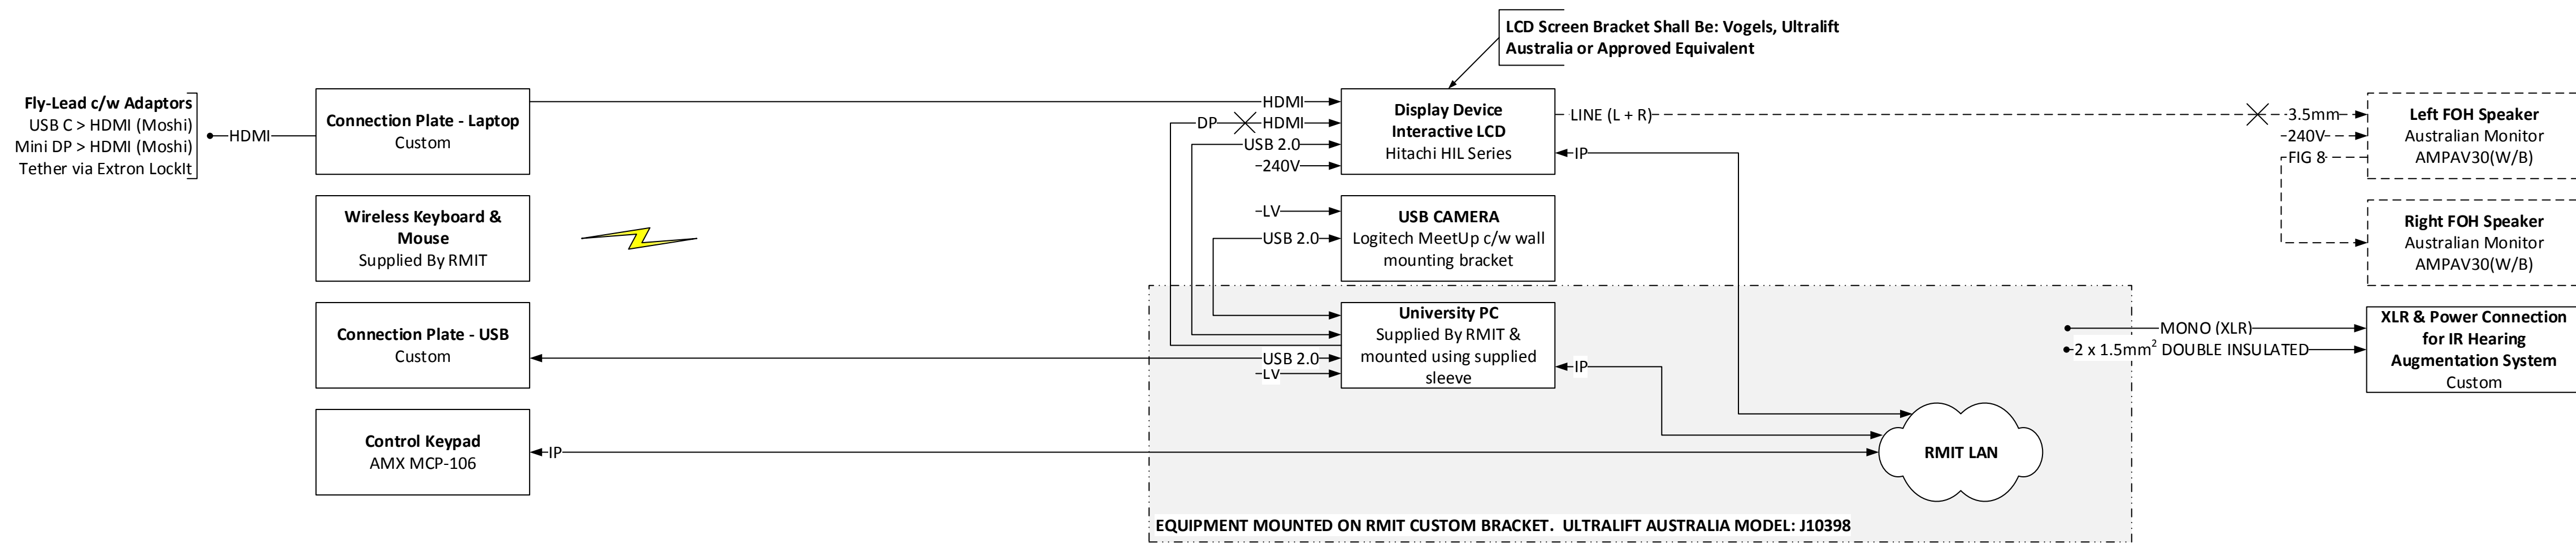 LCD Screen Bracket Shall Be: Vogels, Ultralift
Australia or Approved Equivalent
Fly-Lead c/w Adaptors
USB C > HDMI (Moshi)
Mini DP > HDMI (Moshi)
Tether via Extron LockIt
HDMI
Connection Plate - Laptop
Custom
Wireless Keyboard &
Mouse
Supplied By RMIT
Connection Plate - USB
Custom
Control Keypad
AMX MCP-106
IP
HDMI
DP
HDMI
USB 2.0
240V
Display Device
Interactive LCD
Hitachi HIL Series
LINE (L + R)
IP
LV
USB 2.0
USB CAMERA
Logitech MeetUp c/w wall
mounting bracket
USB 2.0
LV
University PC
Supplied By RMIT &
mounted using supplied
sleeve
IP
RMIT LAN
EQUIPMENT MOUNTED ON RMIT CUSTOM BRACKET. ULTRALIFT AUSTRALIA MODEL: J10398
3.5mm
240V
FIG 8
Left FOH Speaker
Australian Monitor
AMPAV30(W/B)
Right FOH Speaker
Australian Monitor
AMPAV30(W/B)
MONO (XLR)
2 x 1.5mm² DOUBLE INSULATED
XLR & Power Connection
for IR Hearing
Augmentation System
Custom